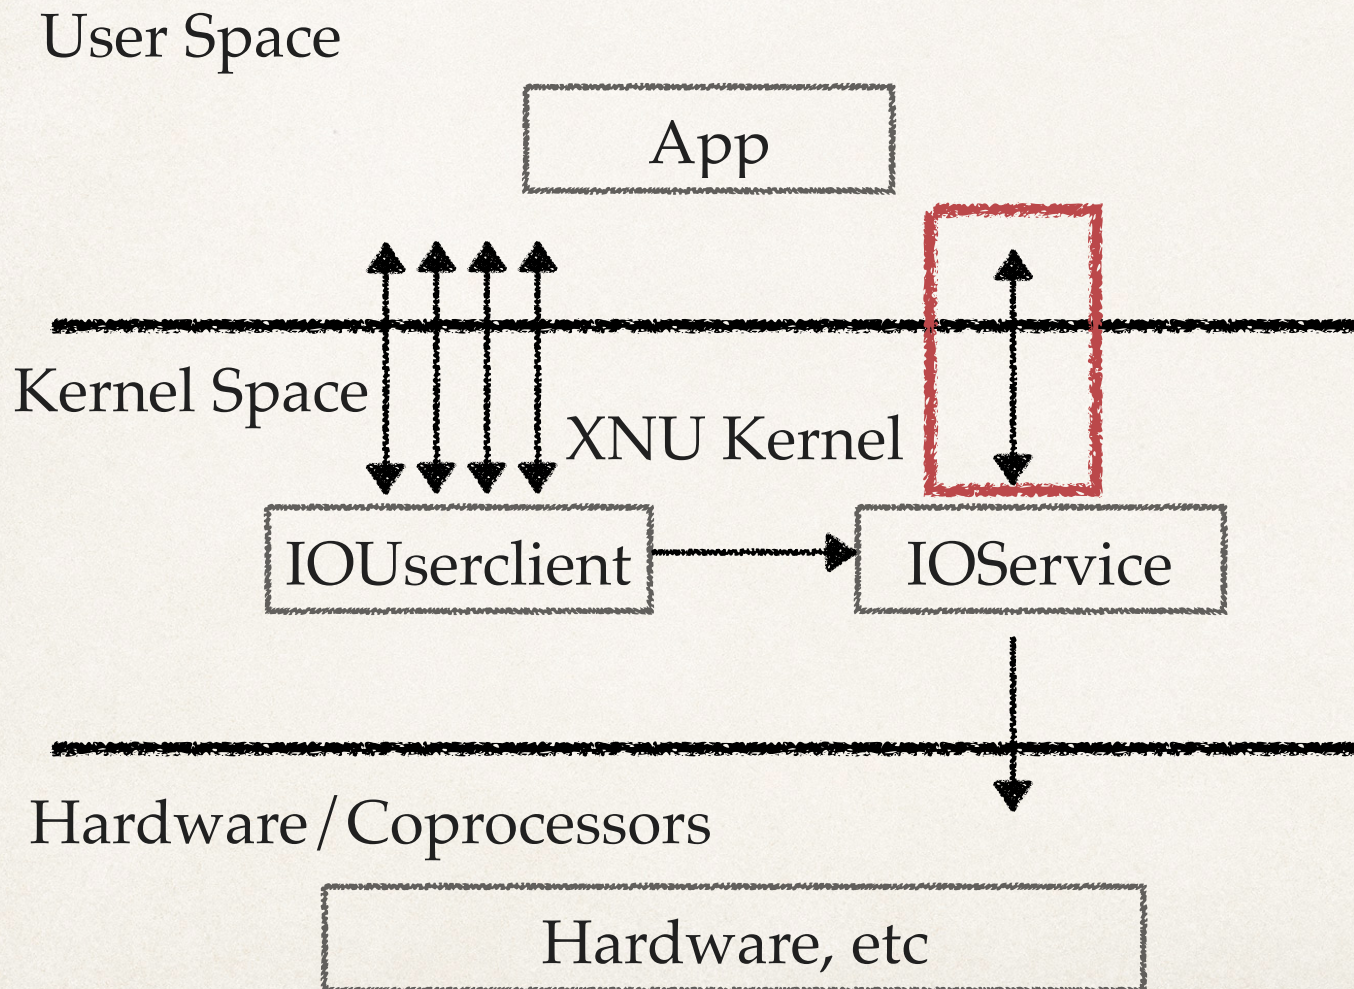 User Space
App
Kernel Space
XNU Kernel
IOUserclient
IOService
Hardware/Coprocessors
Hardware, etc